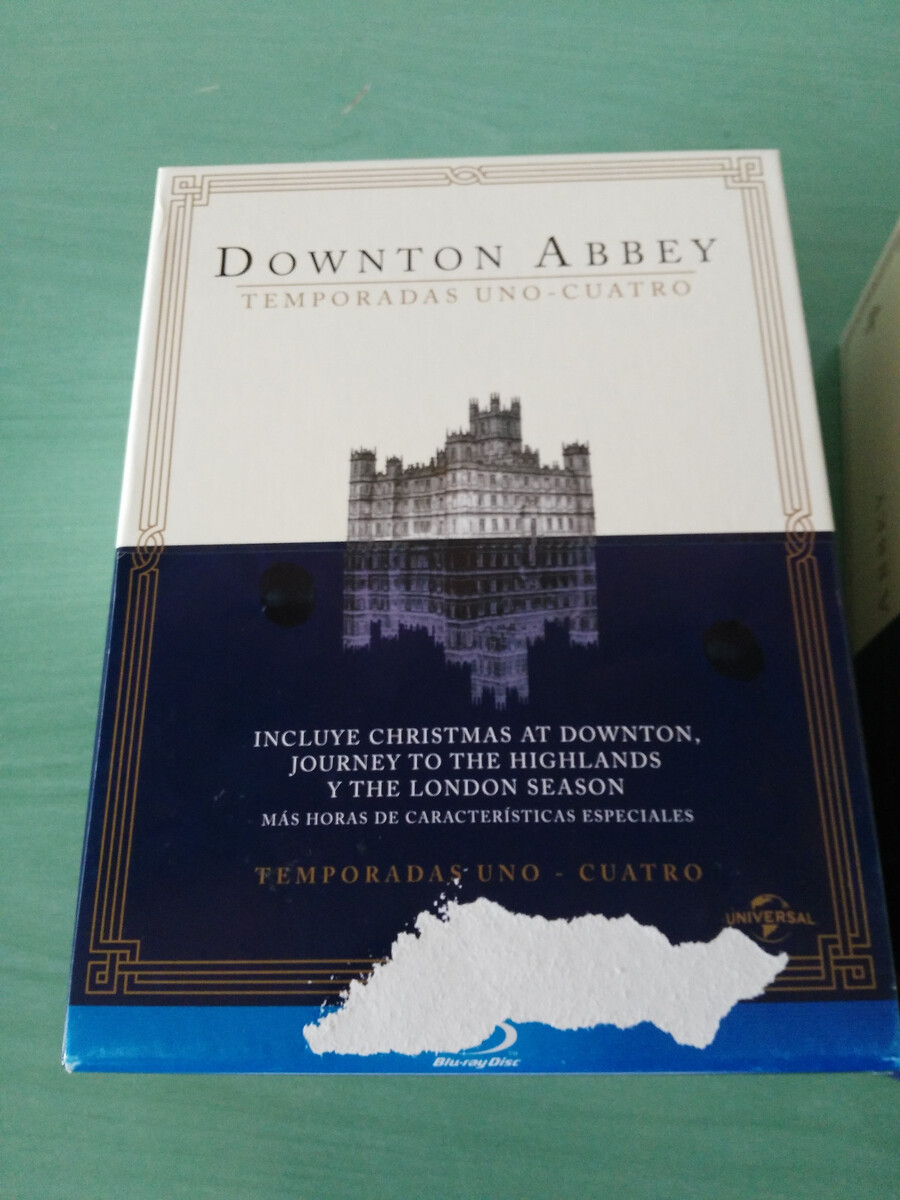 DOWNTON ABBEY
TEMPORADAS UNO-CUATRO
INCLUYE CHRISTMAS AT DOWNTON,
JOURNEY TO THE HIGHLANDS
Y THE LONDON SEASON
MÁS HORAS DE CARACTERÍSTICAS ESPECIALES
TEMPORADAS UNO - CUATRO
UNIVERSAL
Blu-ray Disc